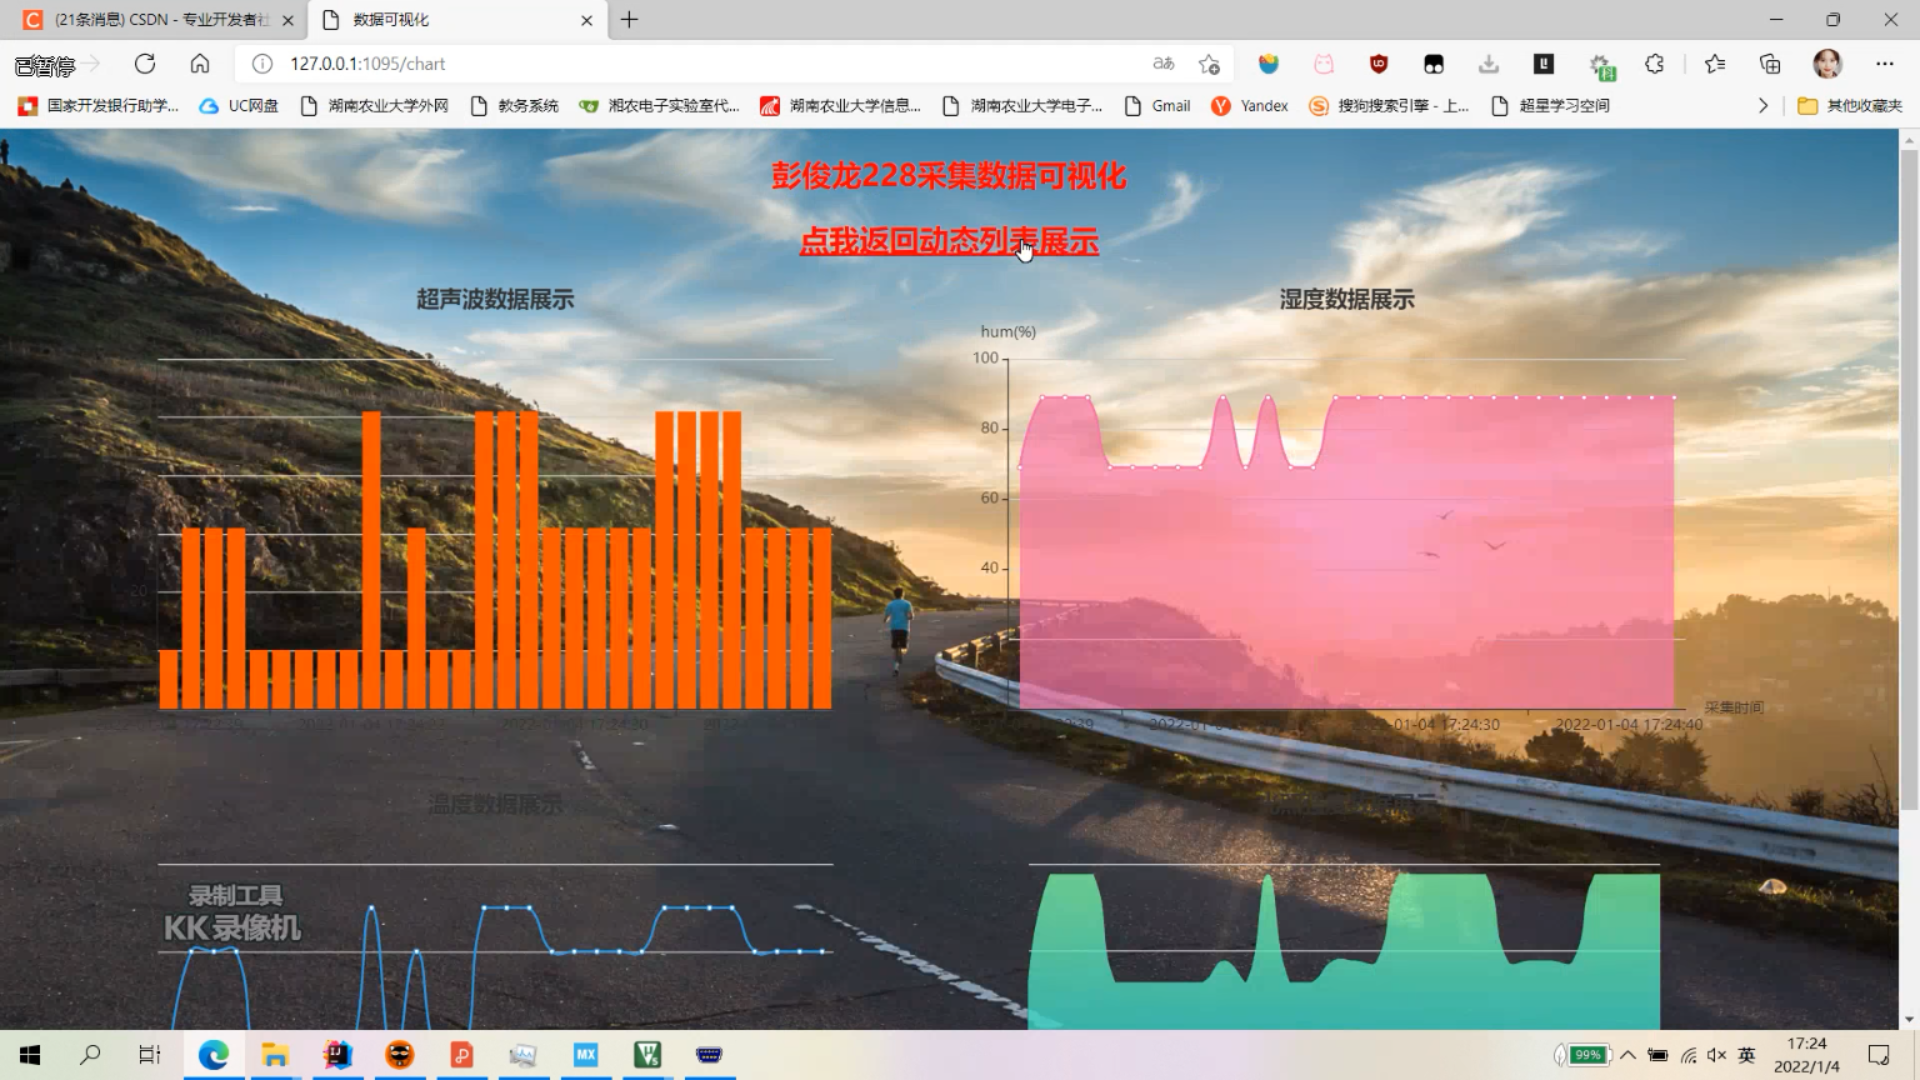 (21条消息) CSDN - 专业开发者社
数据可视化
已暂停
127.0.0.1:1095/chart
国家开发银行助学...
UC网盘
湖南农业大学外网
教务系统
湘农电子实验室代...
湖南农业大学信息...
湖南农业大学电子...
Gmail
Yandex
搜狗搜索引擎 - 上...
超星学习空间
其他收藏夹
彭俊龙228采集数据可视化
点我返回动态列表展示
超声波数据展示
湿度数据展示
hum(%)
100
80
60
40
20
采集时间
2022-01-04 17:24:30
2022-01-04 17:24:40
温度数据展示
录制工具
KK 录像机
99%
英
17:24
2022/1/4